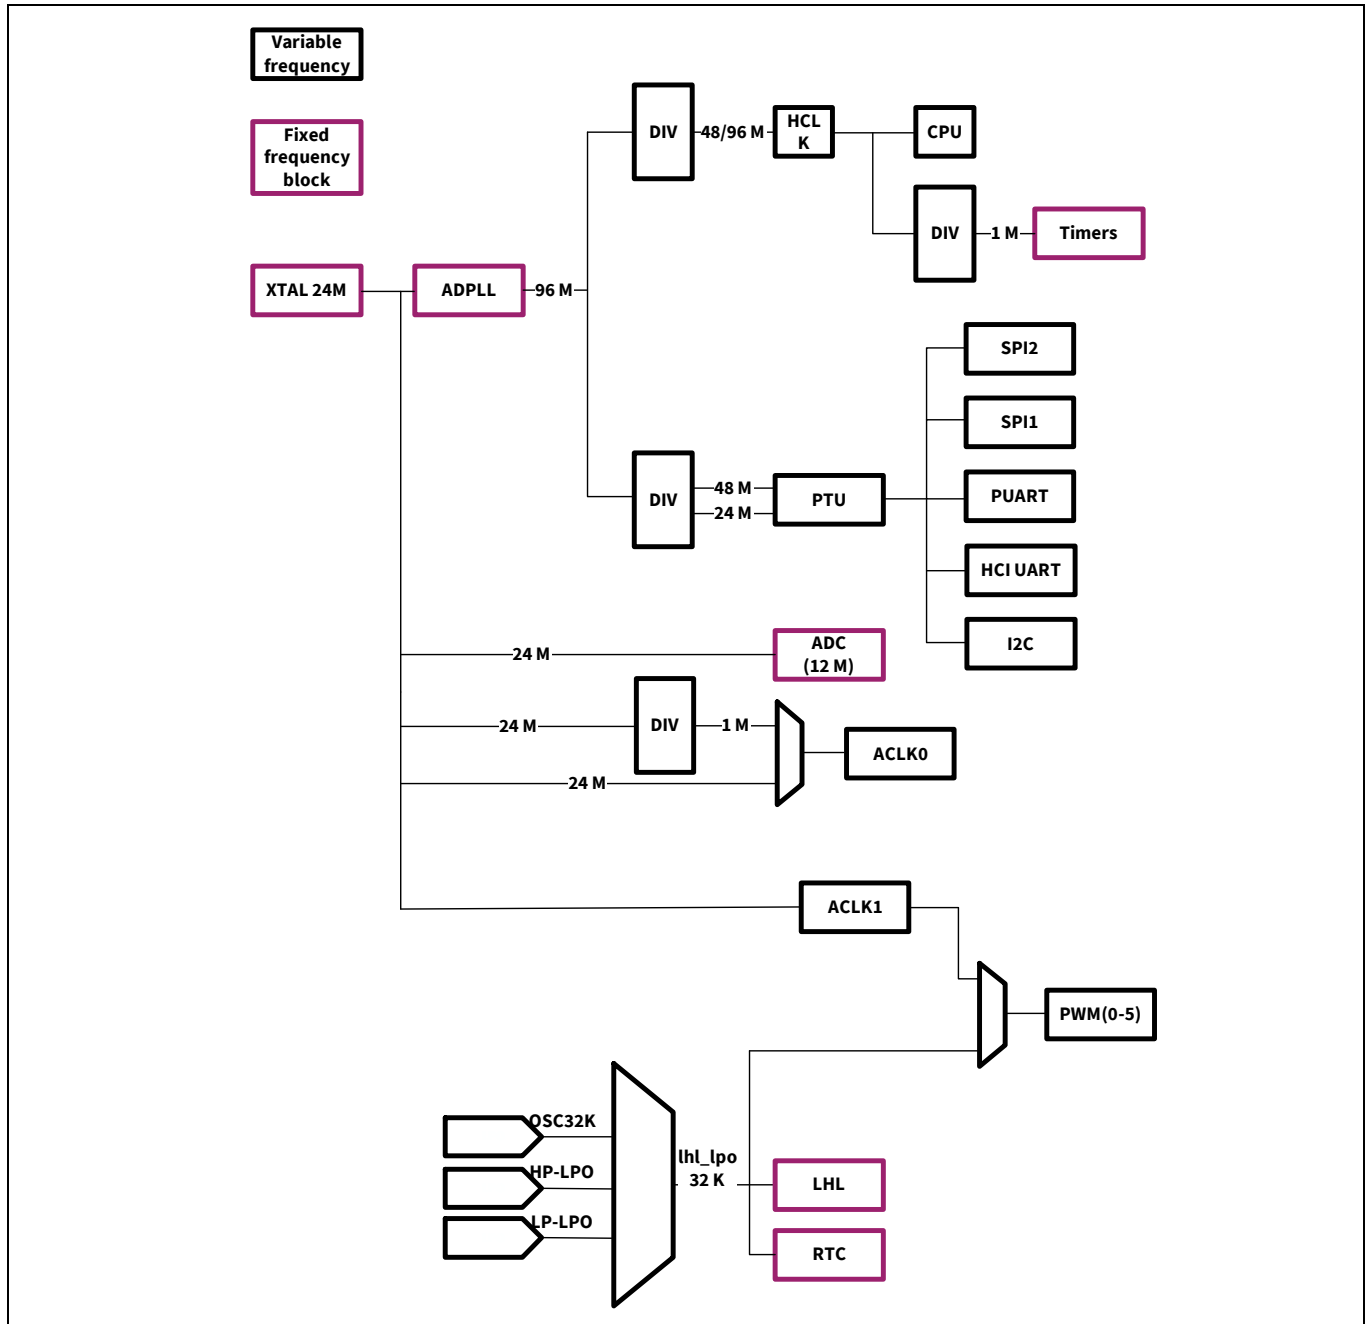 Variable
frequency
Fixed
frequency
block
DIV
48/96 M
HCL
K
CPU
DIV
1 M
Timers
XTAL 24M
ADPLL
96 M
SPI2
SPI1
DIV
48 M
24 M
PTU
PUART
HCI UART
I2C
24 M
ADC
(12 M)
24 M
DIV
1 M
ACLK0
24 M
ACLK1
PWM(0-5)
OSC32K
HP-LPO
LP-LPO
lhl_lpo
32 K
LHL
RTC